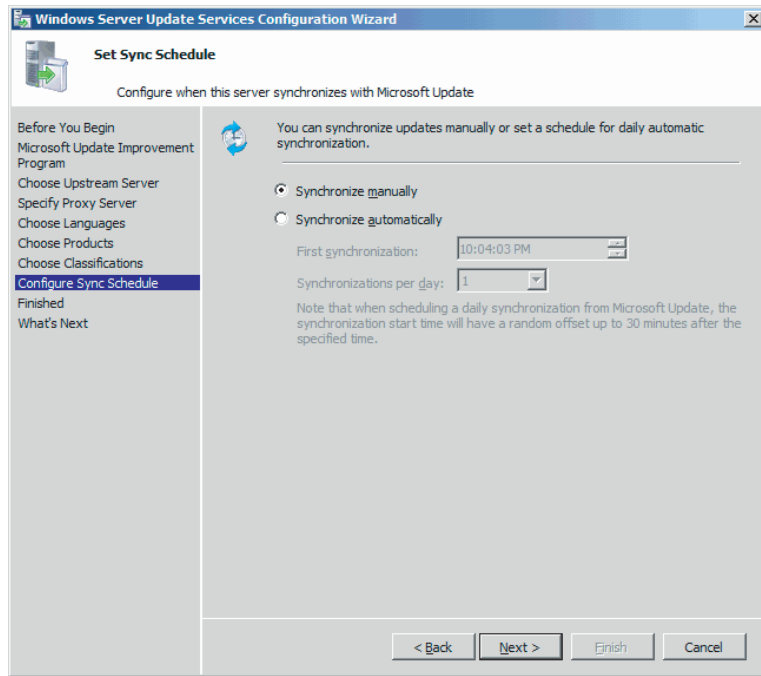 Windows Server Update Services Configuration Wizard
Set Sync Schedule
Configure when this server synchronizes with Microsoft Update
Before You Begin
Microsoft Update Improvement
Program
Choose Upstream Server
Specify Proxy Server
Choose Languages
Choose Products
Choose Classifications
Configure Sync Schedule
Finished
What's Next
You can synchronize updates manually or set a schedule for daily automatic
synchronization.
Synchronize manually
Synchronize automatically
First synchronization: 10:04:03 PM
Synchronizations per day: 1
Note that when scheduling a daily synchronization from Microsoft Update, the
synchronization start time will have a random offset up to 30 minutes after the
specified time.
< Back Next > Finish Cancel